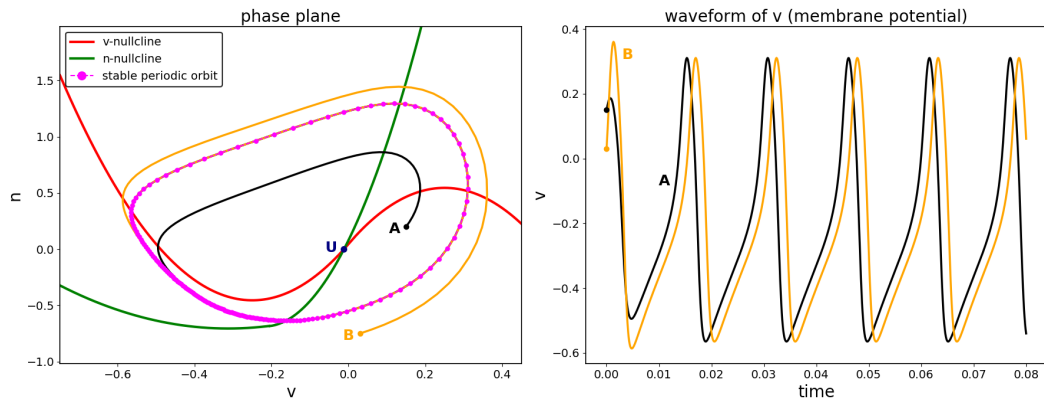 phase plane
v-nullcline
n-nullcline
stable periodic orbit
n
1.5
1.0
0.5
0.0
−0.5
−1.0
U
A
B
−0.6 −0.4 −0.2 0.0 0.2 0.4
v
waveform of v (membrane potential)
v
0.4
0.2
0.0
−0.2
−0.4
−0.6
B
A
0.00 0.01 0.02 0.03 0.04 0.05 0.06 0.07 0.08
time